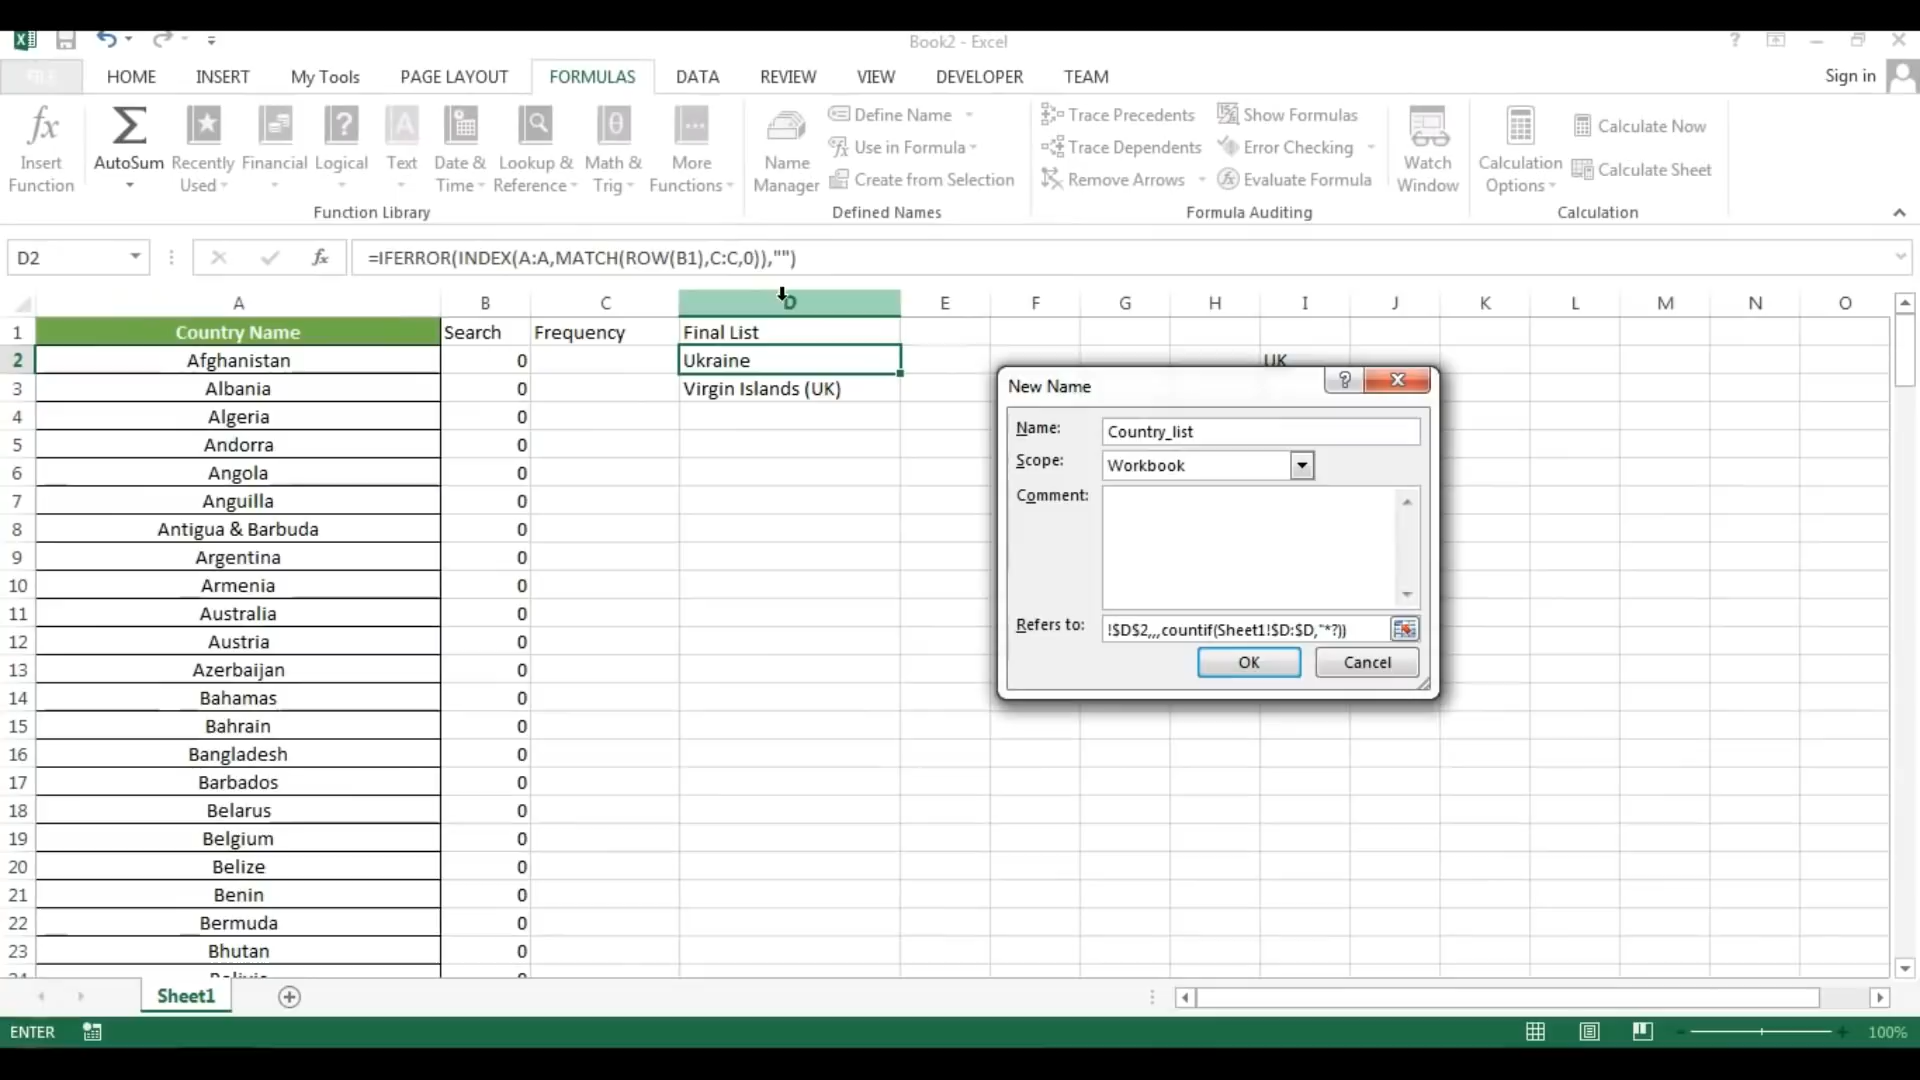 Book2 - Excel
FILE HOME INSERT My Tools PAGE LAYOUT FORMULAS DATA REVIEW VIEW DEVELOPER TEAM Sign in
Insert Function
AutoSum
Recently Used
Financial
Logical
Text
Date & Time
Lookup & Reference
Math & Trig
More Functions
Function Library
Name Manager
Define Name
Use in Formula
Create from Selection
Defined Names
Trace Precedents
Trace Dependents
Remove Arrows
Show Formulas
Error Checking
Evaluate Formula
Watch Window
Formula Auditing
Calculation Options
Calculate Now
Calculate Sheet
Calculation
D2 fx =IFERROR(INDEX(A:A,MATCH(ROW(B1),C:C,0)),"")
A B C D E F G H I J K L M N O
1 Country Name Search Frequency Final List
2 Afghanistan 0 Ukraine UK
3 Albania 0 Virgin Islands (UK)
4 Algeria 0
5 Andorra 0
6 Angola 0
7 Anguilla 0
8 Antigua & Barbuda 0
9 Argentina 0
10 Armenia 0
11 Australia 0
12 Austria 0
13 Azerbaijan 0
14 Bahamas 0
15 Bahrain 0
16 Bangladesh 0
17 Barbados 0
18 Belarus 0
19 Belgium 0
20 Belize 0
21 Benin 0
22 Bermuda 0
23 Bhutan 0
24 Bolivia 0
New Name
Name: Country_list
Scope: Workbook
Comment:
Refers to: !$D$2,,,countif(Sheet1!$D:$D,"*?))
OK Cancel
Sheet1
ENTER 100%